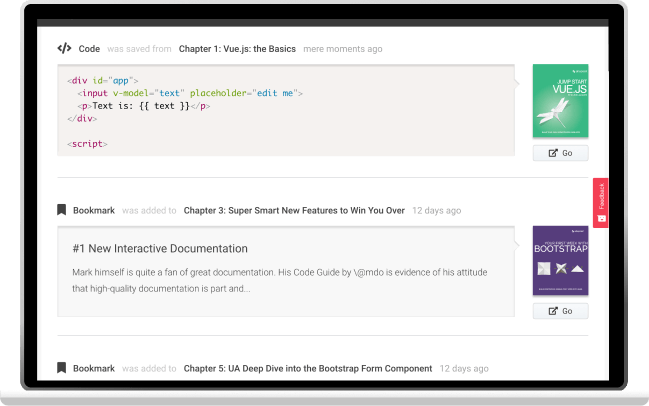 Code was saved from Chapter 1: Vue.js: the Basics mere moments ago
<div id="app">
<input v-model="text" placeholder="edit me">
<p>Text is: {{ text }}</p>
</div>
<script>
JUMP START
VUE.JS
Go
Feedback
Bookmark was added to Chapter 3: Super Smart New Features to Win You Over 12 days ago
#1 New Interactive Documentation
Mark himself is quite a fan of great documentation. His Code Guide by \@mdo is evidence of his attitude
that high-quality documentation is part and...
YOUR FIRST WEEK WITH
BOOTSTRAP
Go
Bookmark was added to Chapter 5: UA Deep Dive into the Bootstrap Form Component 12 days ago